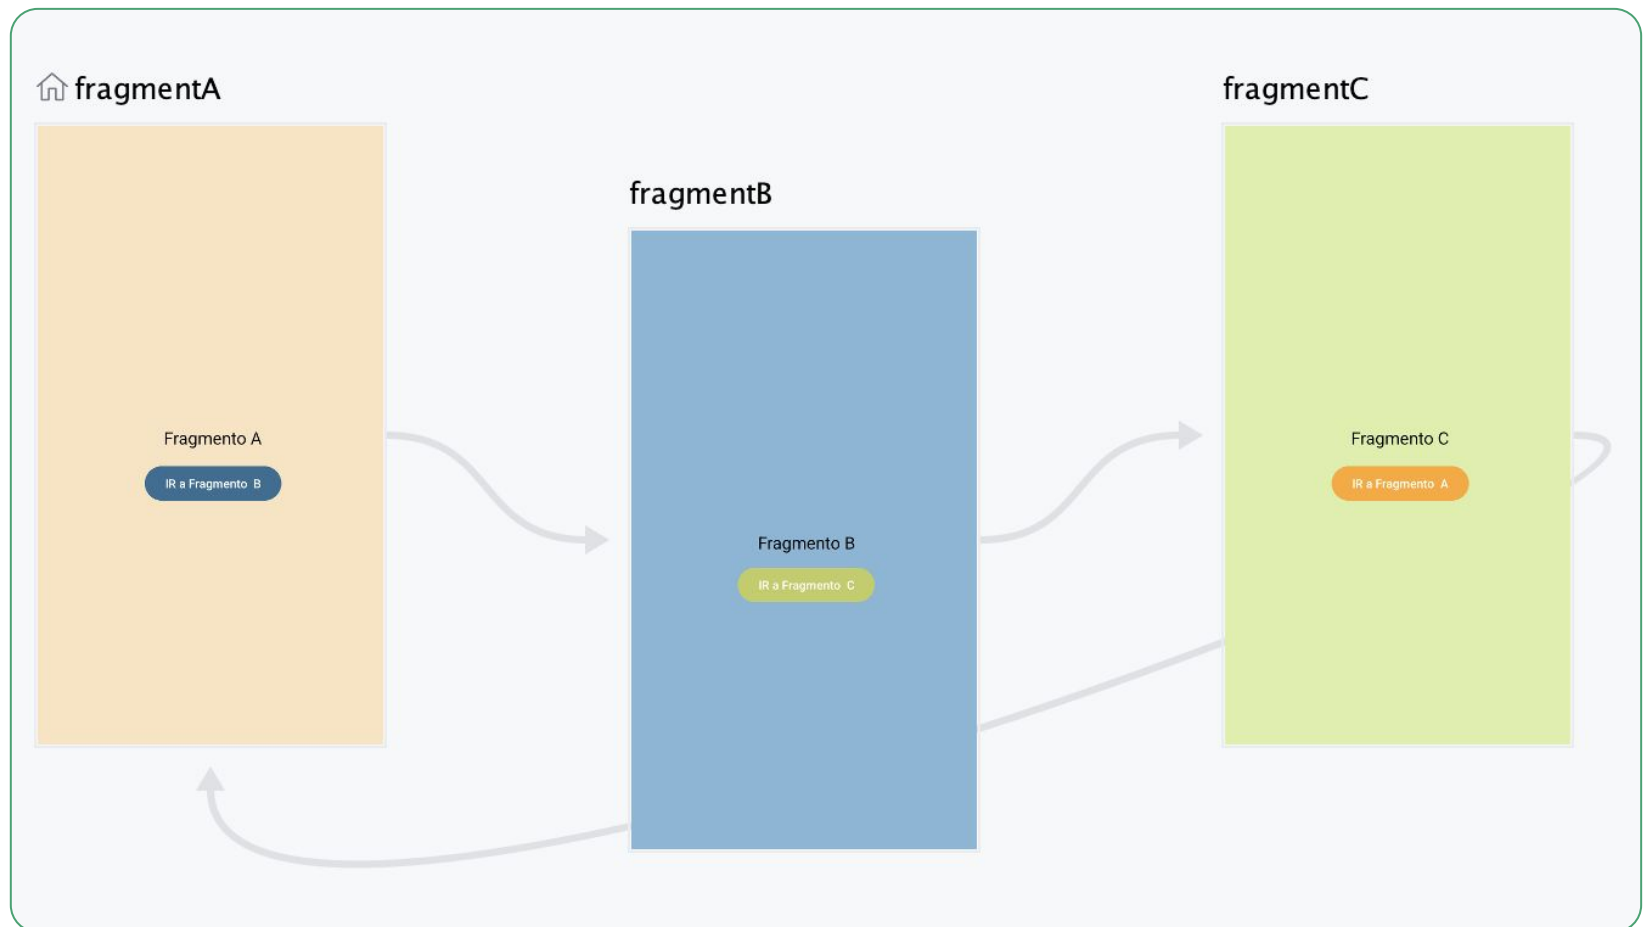 fragmentA
Fragmento A
IR a Fragmento  B
fragmentB
Fragmento B
IR a Fragmento  C
fragmentC
Fragmento C
IR a Fragmento  A